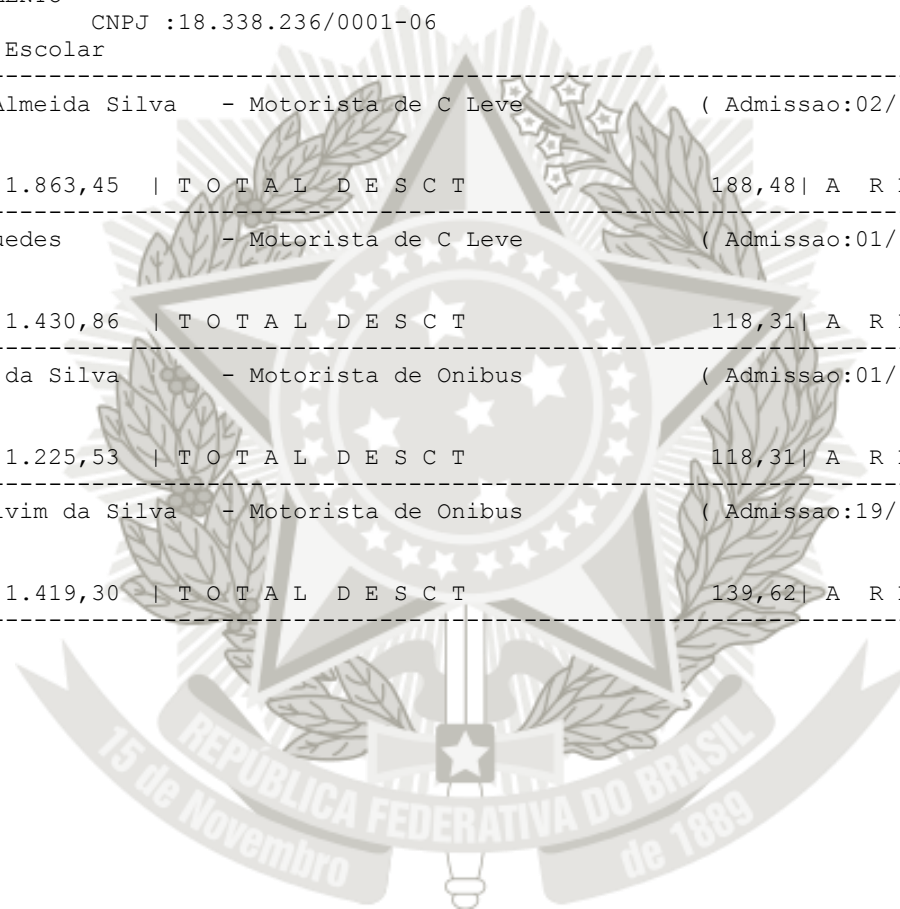 CNPJ :18.338.236/0001-06
Escolar
Almeida Silva - Motorista de C Leve ( Admissao:02/
1.863,45 | T O T A L D E S C T 188,48| A R
- Motorista de C Leve ( Admissao:01/
1.430,86 | T O T A L D E S C T 118,31| A R
da Silva - Motorista de Onibus ( Admissao:01/
1.225,53 | T O T A L D E S C T 118,31| A R
da Silva - Motorista de Onibus ( Admissao:19/
1.419,30 | T O T A L D E S C T 139,62| A R
REPÚBLICA FEDERATIVA DO BRASIL
15 de Novembro de 1889